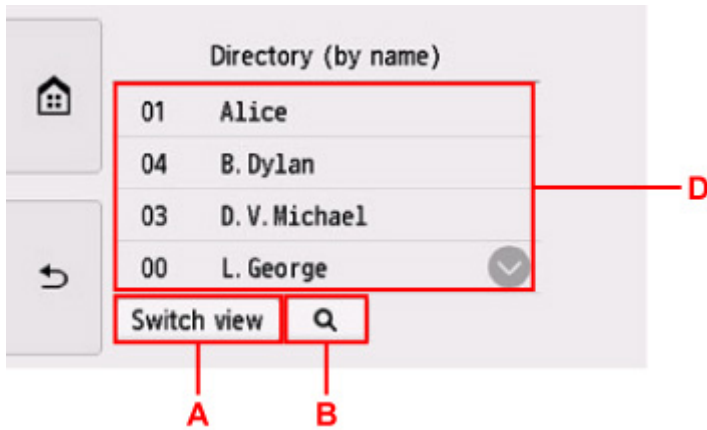 Directory (by name)
01 Alice
04 B. Dylan
03 D. V. Michael
00 L. George
Switch view
D
A
B